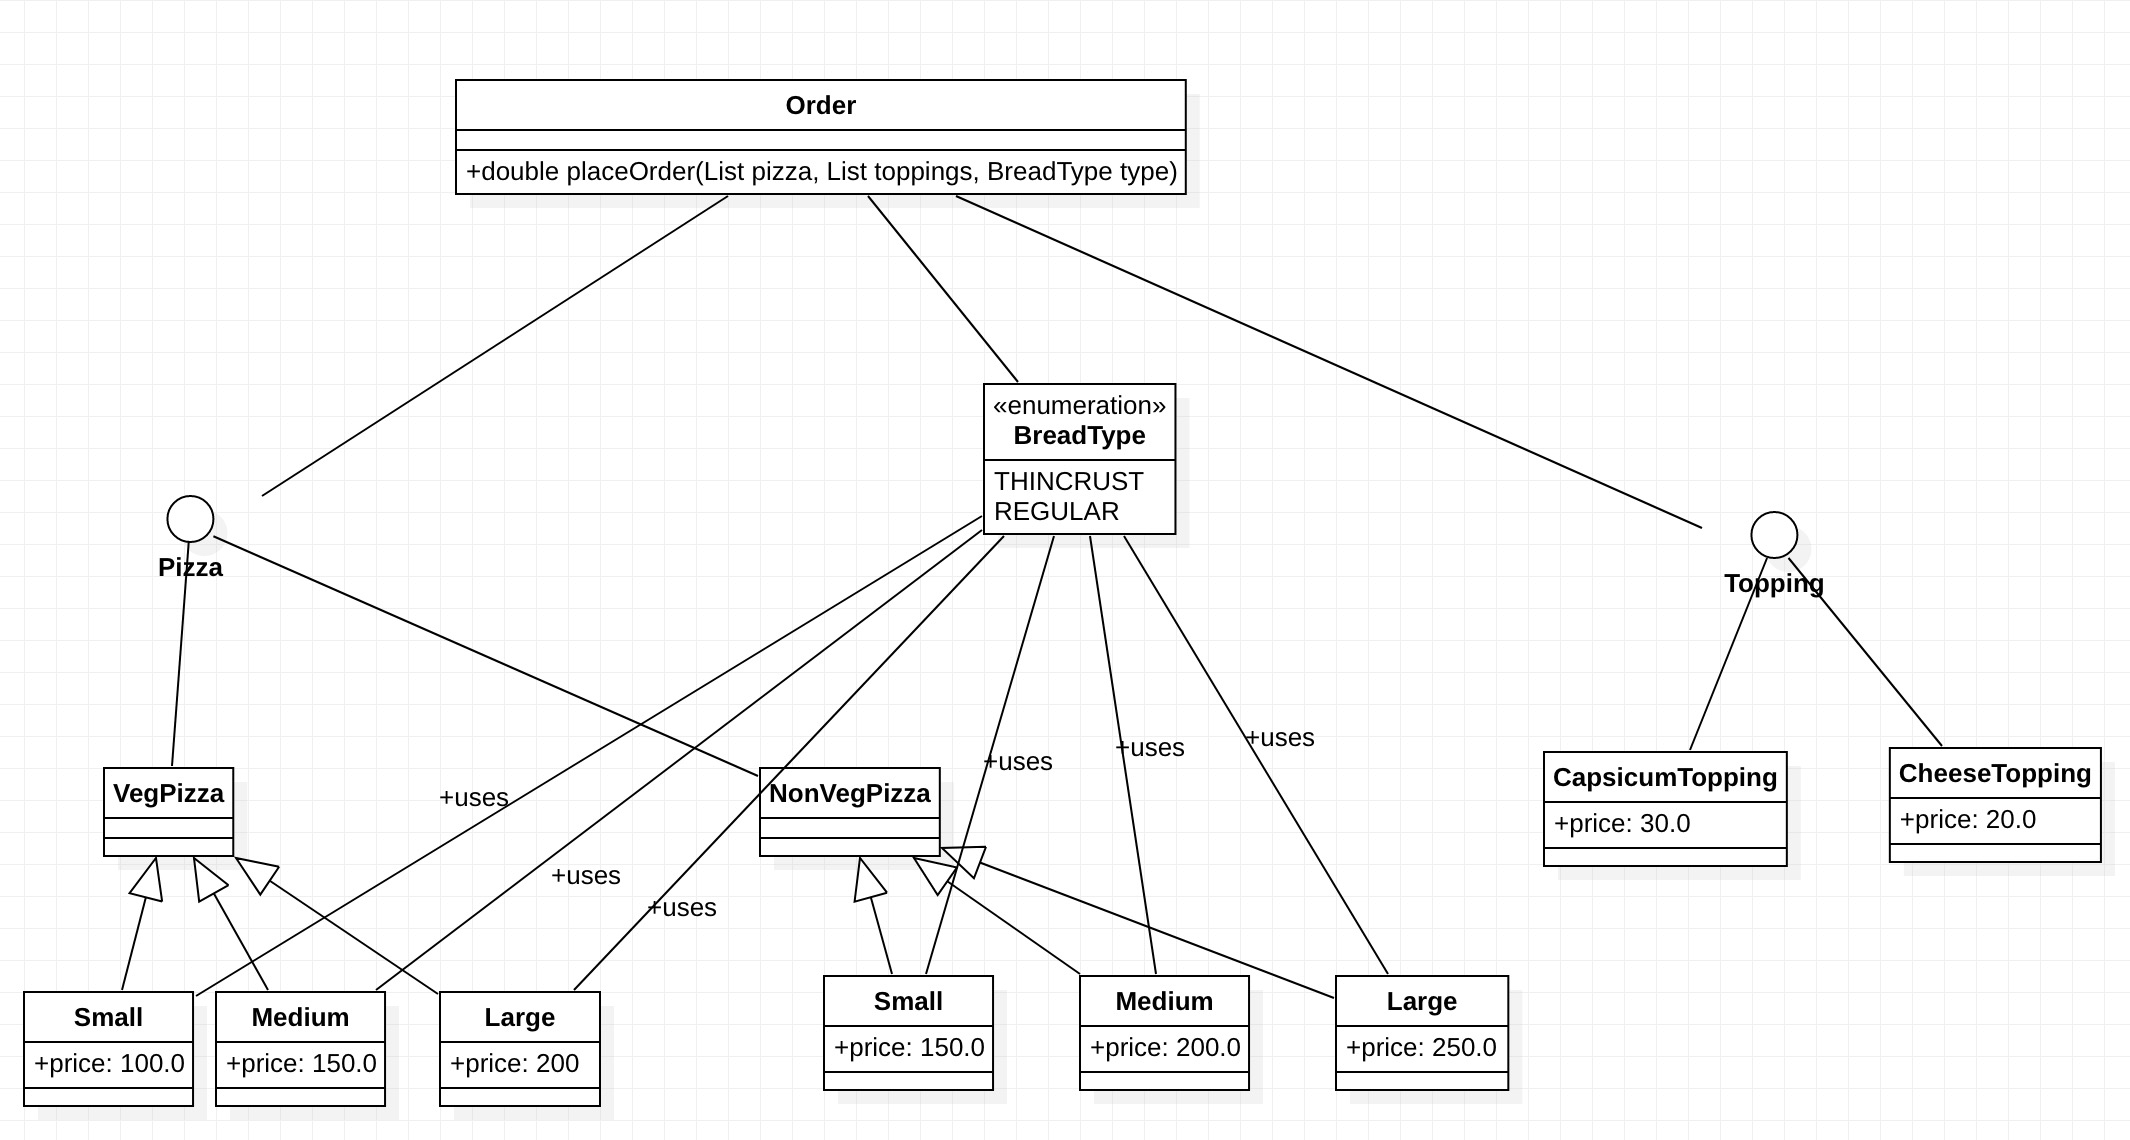 Order
+double placeOrder(List pizza, List toppings, BreadType type)
«enumeration»
BreadType
THINCRUST
REGULAR
Pizza
Topping
+uses
+uses
+uses
+uses
+uses
+uses
VegPizza
NonVegPizza
CapsicumTopping
+price: 30.0
CheeseTopping
+price: 20.0
Small
+price: 100.0
Medium
+price: 150.0
Large
+price: 200
Small
+price: 150.0
Medium
+price: 200.0
Large
+price: 250.0